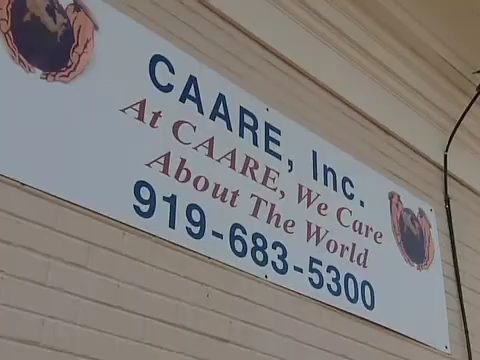 CAARE, Inc.
At CAARE, We Care
About The World
919-683-5300